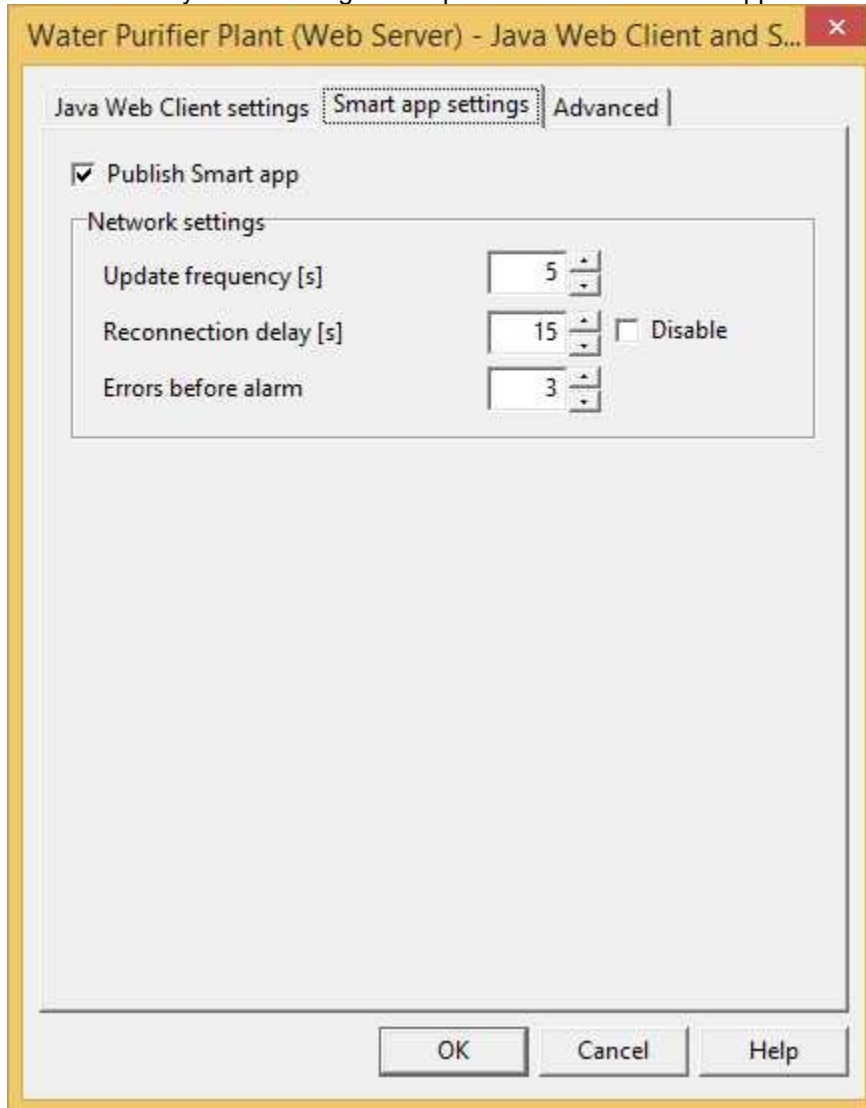 Water Purifier Plant (Web Server) - Java Web Client and S...
Java Web Client settings Smart app settings Advanced
Publish Smart app
Network settings
Update frequency [s] 5
Reconnection delay [s] 15 Disable
Errors before alarm 3
OK Cancel Help